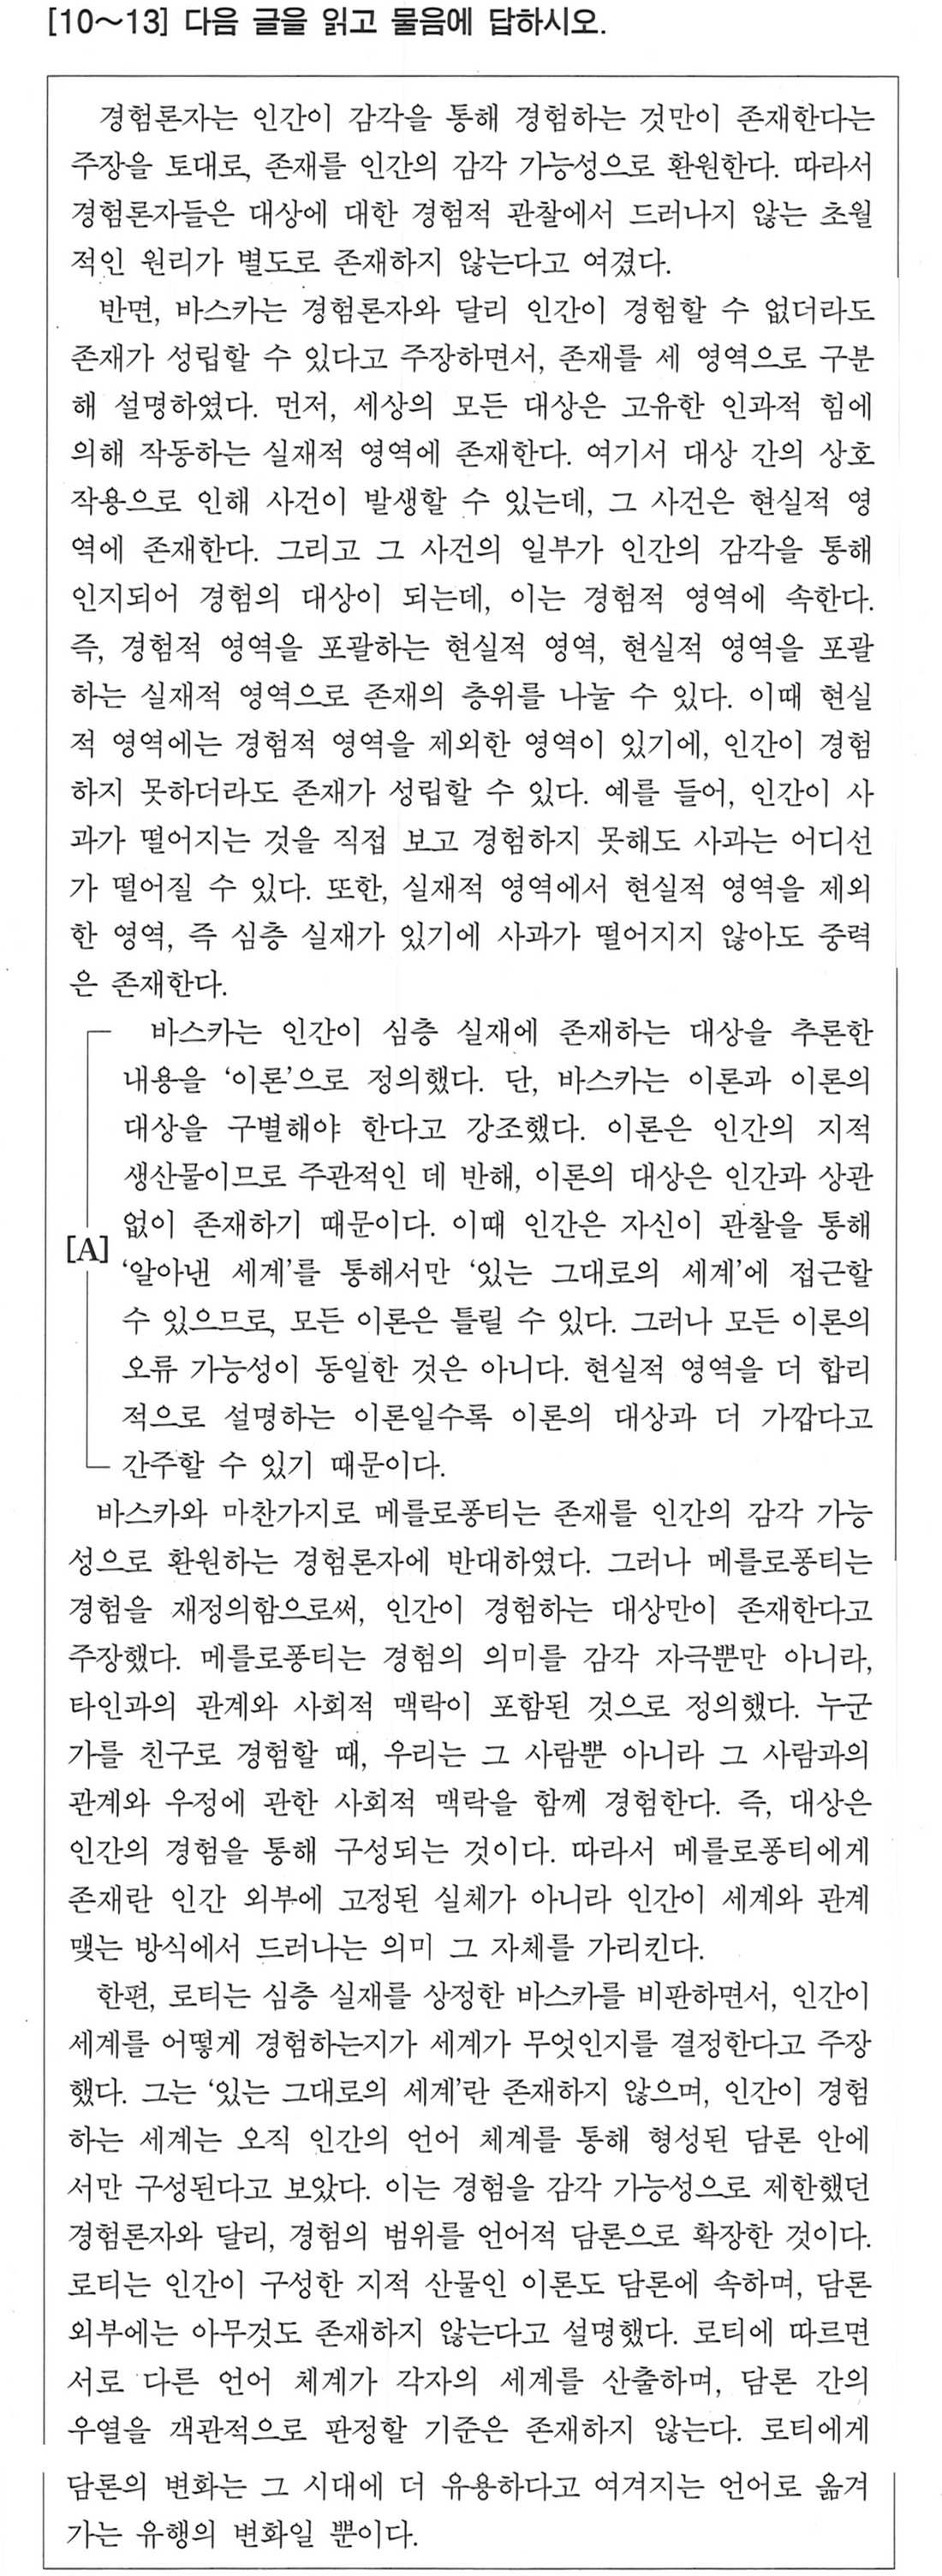 [10～13] 다음 글을 읽고 물음에 답하시오.
경험론자는 인간이 감각을 통해 경험하는 것만이 존재한다는
주장을 토대로, 존재를 인간의 감각 가능성으로 환원한다. 따라서
경험론자들은 대상에 대한 경험적 관찰에서 드러나지 않는 초월
적인 원리가 별도로 존재하지 않는다고 여겼다.
반면, 바스카는 경험론자와 달리 인간이 경험할 수 없더라도
존재가 성립할 수 있다고 주장하면서, 존재를 세 영역으로 구분
해 설명하였다. 먼저, 세상의 모든 대상은 고유한 인과적 힘에
의해 작동하는 실재적 영역에 존재한다. 여기서 대상 간의 상호
작용으로 인해 사건이 발생할 수 있는데, 그 사건은 현실적 영
역에 존재한다. 그리고 그 사건의 일부가 인간의 감각을 통해
인지되어 경험의 대상이 되는데, 이는 경험적 영역에 속한다.
즉, 경험적 영역을 포괄하는 현실적 영역, 현실적 영역을 포괄
하는 실재적 영역으로 존재의 층위를 나눌 수 있다. 이때 현실
적 영역에는 경험적 영역을 제외한 영역이 있기에, 인간이 경험
하지 못하더라도 존재가 성립할 수 있다. 예를 들어, 인간이 사
과가 떨어지는 것을 직접 보고 경험하지 못해도 사과는 어디선
가 떨어질 수 있다. 또한, 실재적 영역에서 현실적 영역을 제외
한 영역, 즉 심층 실재가 있기에 사과가 떨어지지 않아도 중력
은 존재한다.
바스카는 인간이 심층 실재에 존재하는 대상을 추론한
내용을 ‘이론’으로 정의했다. 단, 바스카는 이론과 이론의
대상을 구별해야 한다고 강조했다. 이론은 인간의 지적
생산물이므로 주관적인 데 반해, 이론의 대상은 인간과 상관
없이 존재하기 때문이다. 이때 인간은 자신이 관찰을 통해
[A]
‘알아낸 세계’를 통해서만 ‘있는 그대로의 세계’에 접근할
수 있으므로, 모든 이론은 틀릴 수 있다. 그러나 모든 이론의
오류 가능성이 동일한 것은 아니다. 현실적 영역을 더 합리
적으로 설명하는 이론일수록 이론의 대상과 더 가깝다고
간주할 수 있기 때문이다.
바스카와 마찬가지로 메를로퐁티는 존재를 인간의 감각 가능
성으로 환원하는 경험론자에 반대하였다. 그러나 메를로퐁티는
경험을 재정의함으로써, 인간이 경험하는 대상만이 존재한다고
주장했다. 메를로퐁티는 경험의 의미를 감각 자극뿐만 아니라,
타인과의 관계와 사회적 맥락이 포함된 것으로 정의했다. 누군
가를 친구로 경험할 때, 우리는 그 사람뿐 아니라 그 사람과의
관계와 우정에 관한 사회적 맥락을 함께 경험한다. 즉, 대상은
인간의 경험을 통해 구성되는 것이다. 따라서 메를로퐁티에게
존재란 인간 외부에 고정된 실체가 아니라 인간이 세계와 관계
맺는 방식에서 드러나는 의미 그 자체를 가리킨다.
한편, 로티는 심층 실재를 상정한 바스카를 비판하면서, 인간이
세계를 어떻게 경험하는지가 세계가 무엇인지를 결정한다고 주장
했다. 그는 ‘있는 그대로의 세계’란 존재하지 않으며, 인간이 경험
하는 세계는 오직 인간의 언어 체계를 통해 형성된 담론 안에
서만 구성된다고 보았다. 이는 경험을 감각 가능성으로 제한했던
경험론자와 달리, 경험의 범위를 언어적 담론으로 확장한 것이다.
로티는 인간이 구성한 지적 산물인 이론도 담론에 속하며, 담론
외부에는 아무것도 존재하지 않는다고 설명했다. 로티에 따르면
서로 다른 언어 체계가 각자의 세계를 산출하며, 담론 간의
우열을 객관적으로 판정할 기준은 존재하지 않는다. 로티에게
담론의 변화는 그 시대에 더 유용하다고 여겨지는 언어로 옮겨
가는 유행의 변화일 뿐이다.